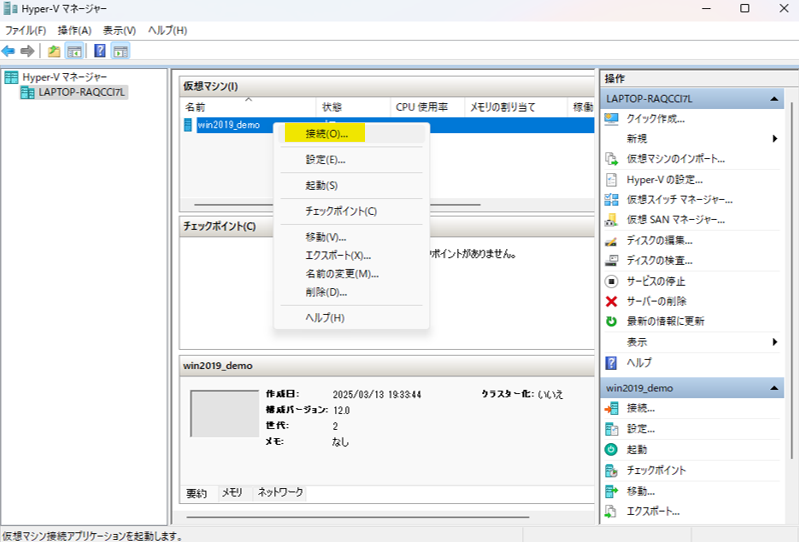 Hyper-V マネージャー
ファイル(F) 操作(A) 表示(V) ヘルプ(H)
Hyper-V マネージャー
LAPTOP-RAQCCI7L
仮想マシン(I)
名前 状態 CPU 使用率 メモリの割り当て 稼働
win2019_demo
接続(O)...
設定(E)...
起動(S)
チェックポイント(C)
移動(V)...
エクスポート(X)...
名前の変更(M)...
削除(D)...
ヘルプ(H)
チェックポイント(C)
ポイントがありません。
win2019_demo
作成日: 2025/03/13 19:33:44 クラスター化: いいえ
構成バージョン: 12.0
世代: 2
メモ: なし
要約 メモリ ネットワーク
操作
LAPTOP-RAQCCI7L
クイック作成...
新規
仮想マシンのインポート...
Hyper-V の設定...
仮想スイッチ マネージャー...
仮想 SAN マネージャー...
ディスクの編集...
ディスクの検査...
サービスの停止
サーバーの削除
最新の情報に更新
表示
ヘルプ
win2019_demo
接続...
設定...
起動
チェックポイント
移動...
エクスポート...
仮想マシン接続アプリケーションを起動します。